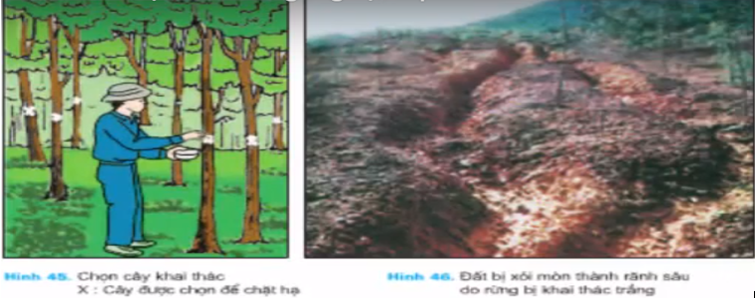 Hình 45. Chọn cây khai thác
X : Cây được chọn để chặt hạ
Hình 46. Đất bị xói mòn thành rãnh sâu
do rừng bị khai thác trắng